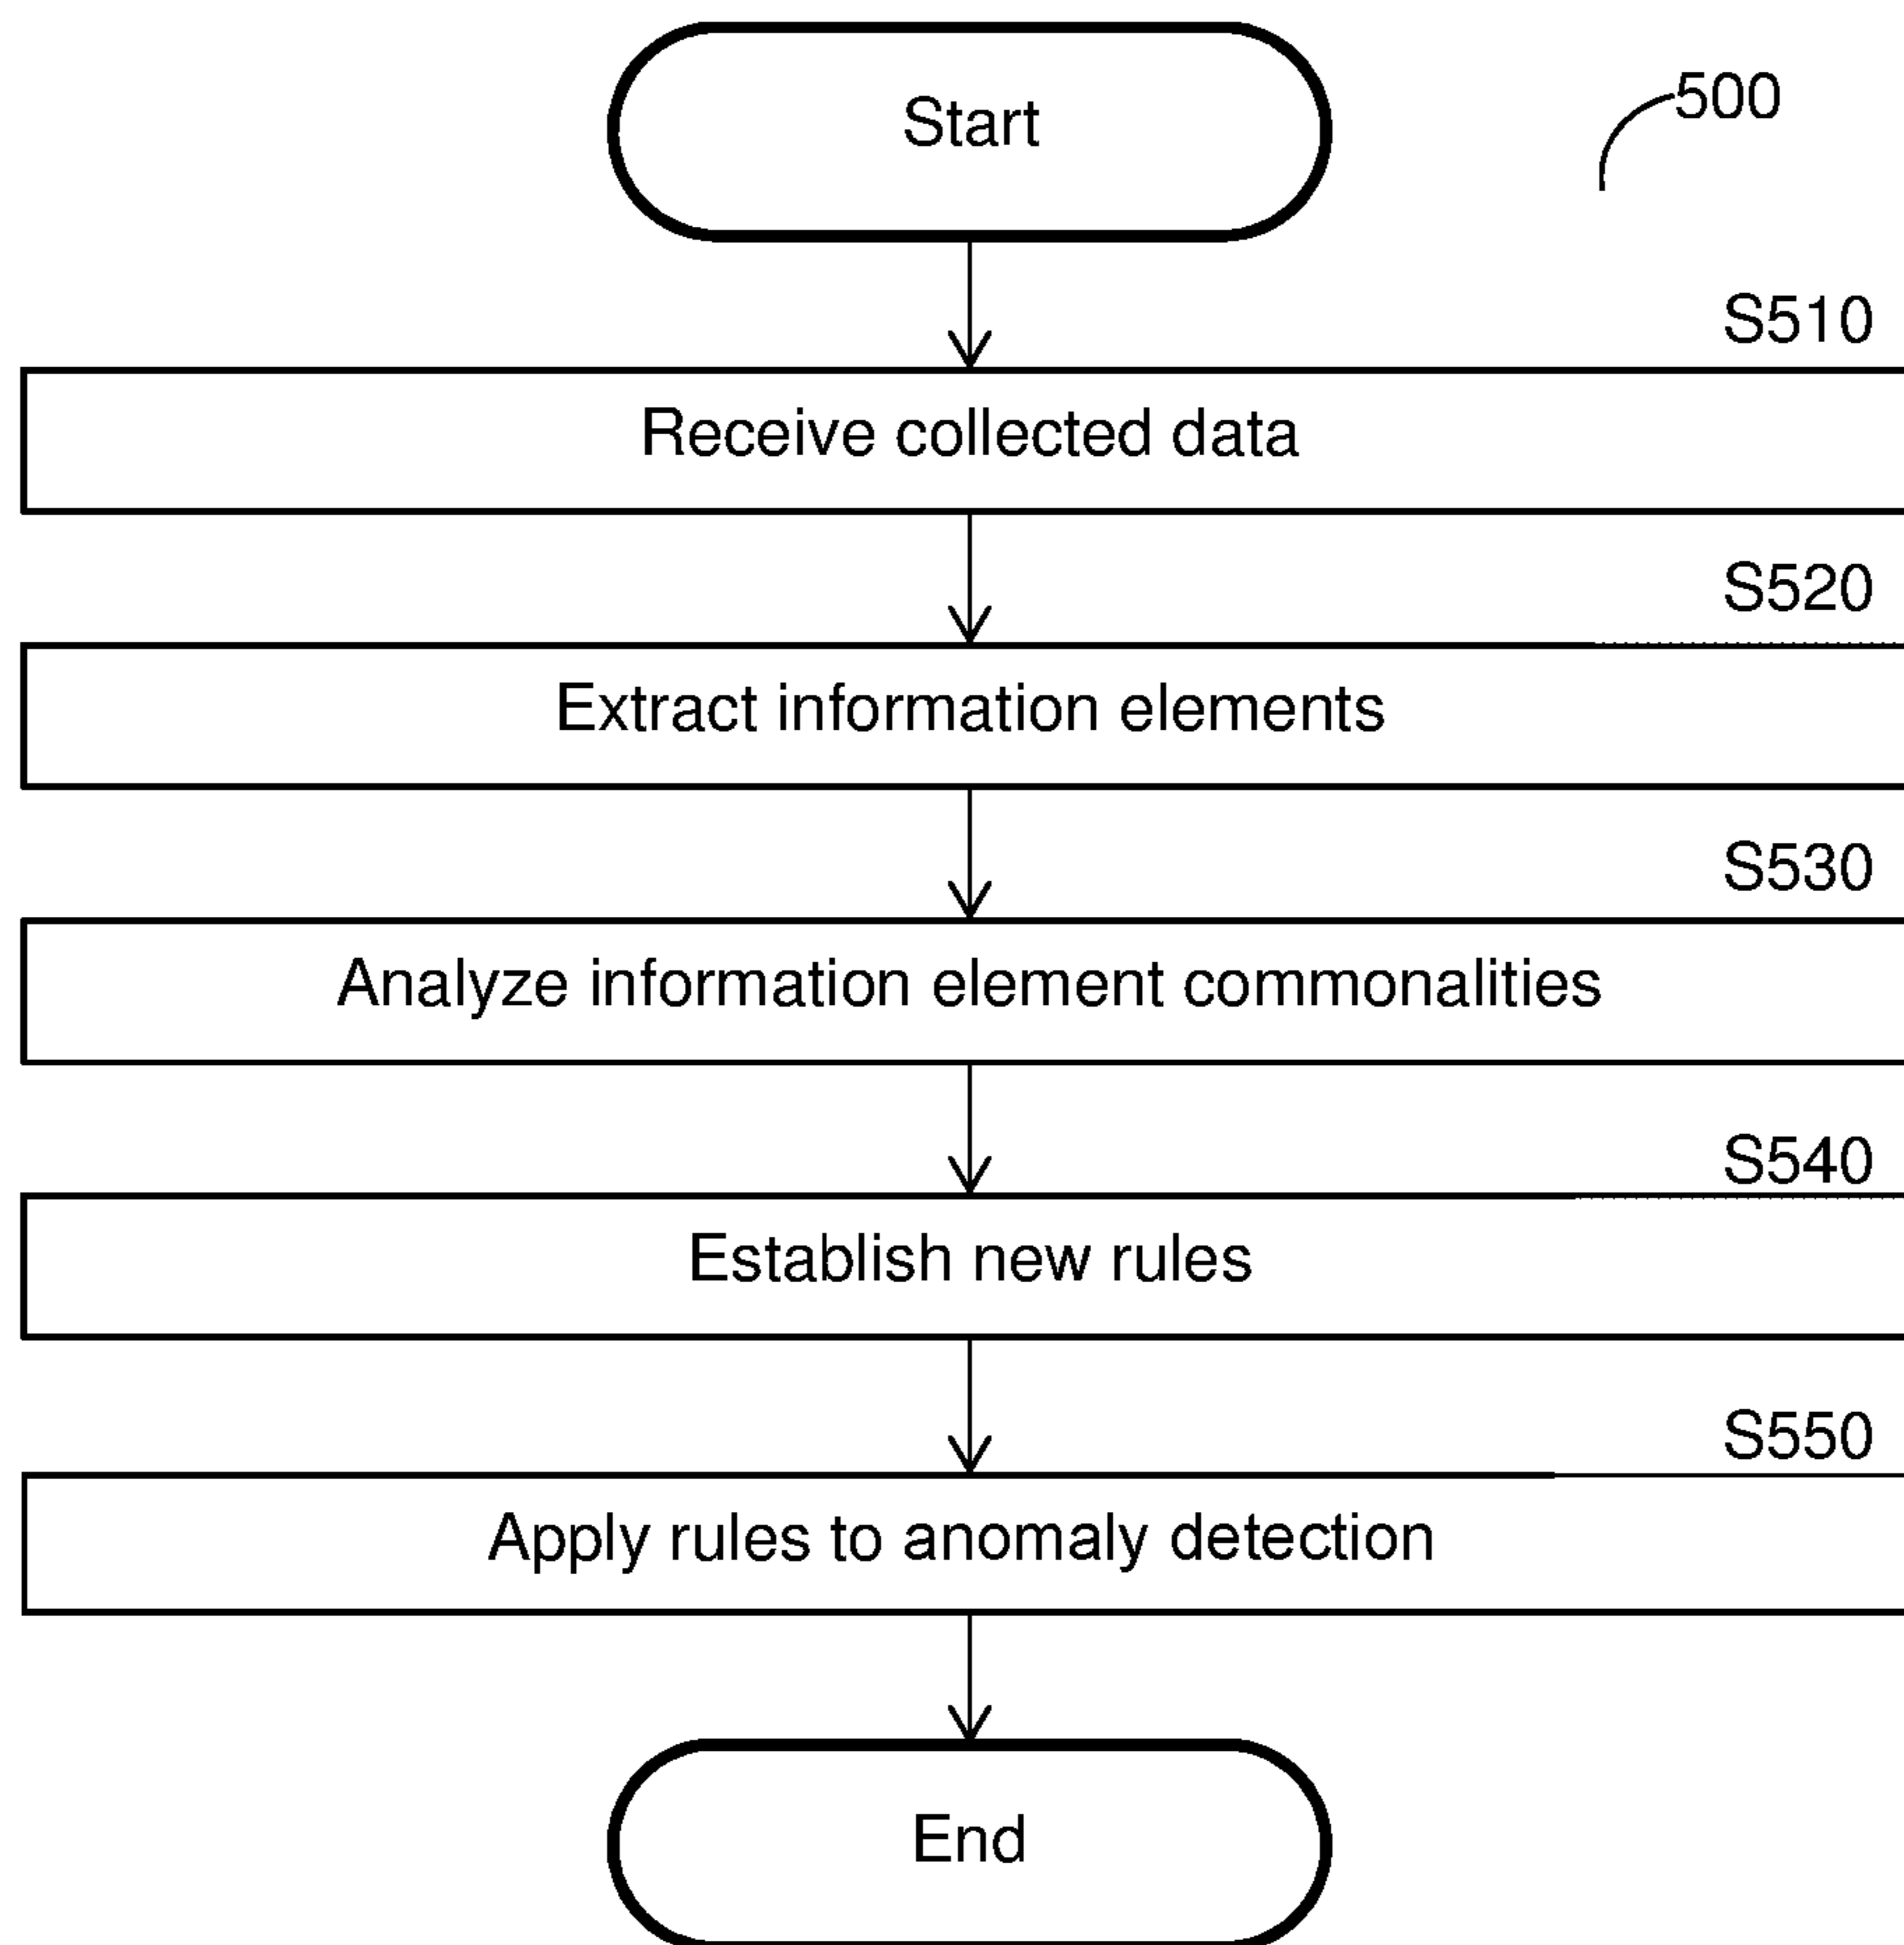 Start
500
S510
Receive collected data
S520
Extract information elements
S530
Analyze information element commonalities
S540
Establish new rules
S550
Apply rules to anomaly detection
End